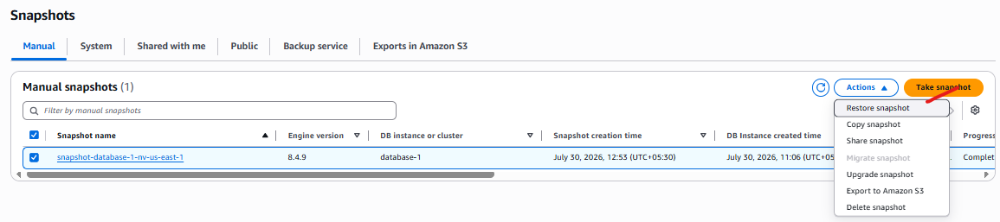 Snapshots
Manual System Shared with me Public Backup service Exports in Amazon S3
Manual snapshots (1) Actions Take snapshot
Filter by manual snapshots
Restore snapshot
Copy snapshot
Share snapshot
Migrate snapshot
Upgrade snapshot
Export to Amazon S3
Delete snapshot
Snapshot name Engine version DB instance or cluster Snapshot creation time DB Instance created time Progress
snapshot-database-1-nv-us-east-1 8.4.9 database-1 July 30, 2026, 12:53 (UTC+05:30) July 30, 2026, 11:06 (UTC+05 Complet